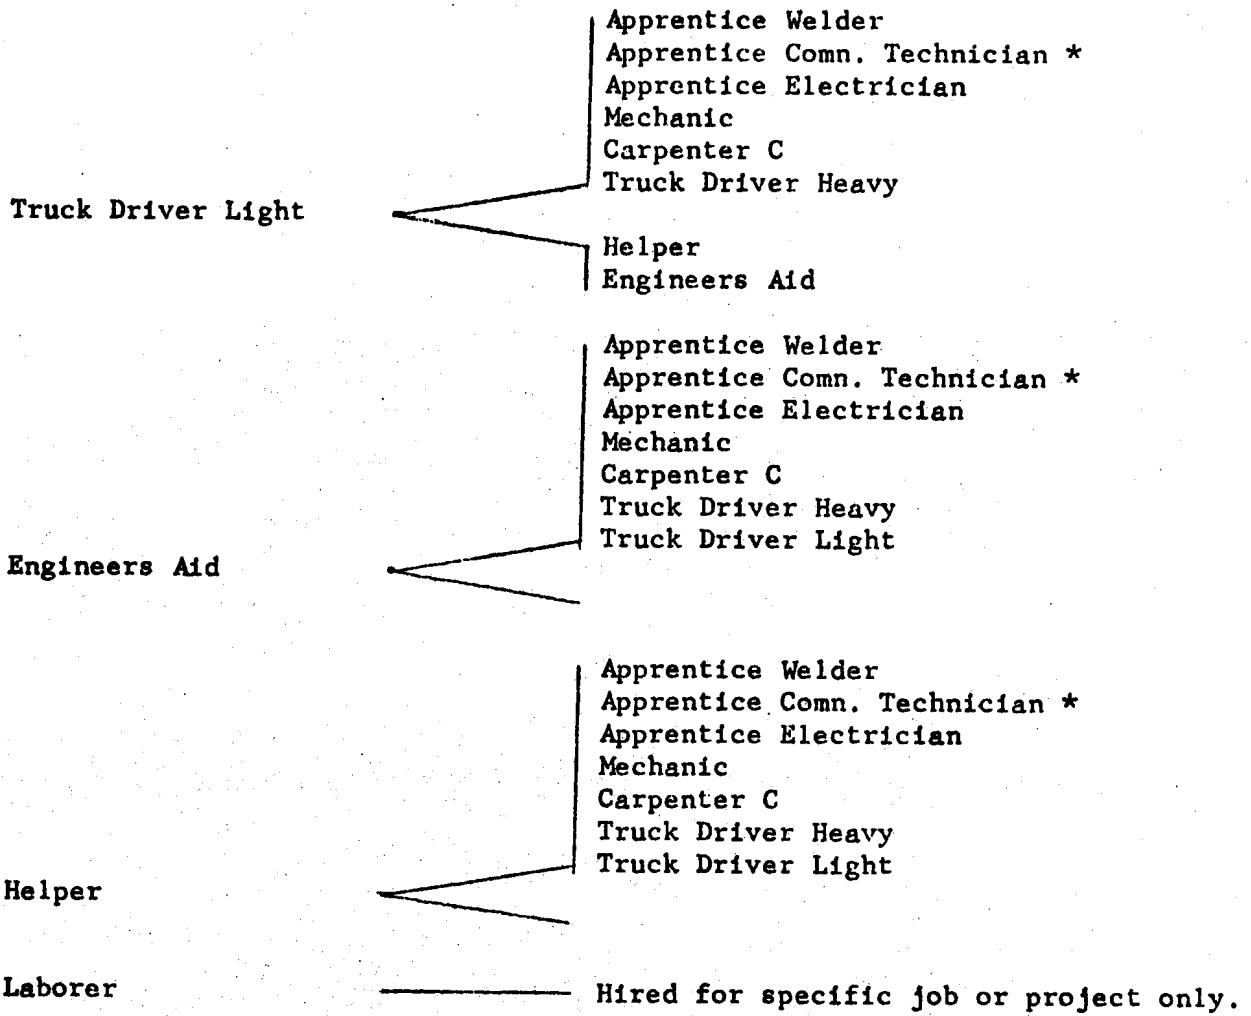 Apprentice Welder
Apprentice Comn. Technician *
Apprentice Electrician
Mechanic
Carpenter C
Truck Driver Heavy
Truck Driver Light
Helper
Engineers Aid
Apprentice Welder
Apprentice Comn. Technician *
Apprentice Electrician
Mechanic
Carpenter C
Truck Driver Heavy
Truck Driver Light
Engineers Aid
Apprentice Welder
Apprentice Comn. Technician *
Apprentice Electrician
Mechanic
Carpenter C
Truck Driver Heavy
Truck Driver Light
Helper
Laborer Hired for specific job or project only.